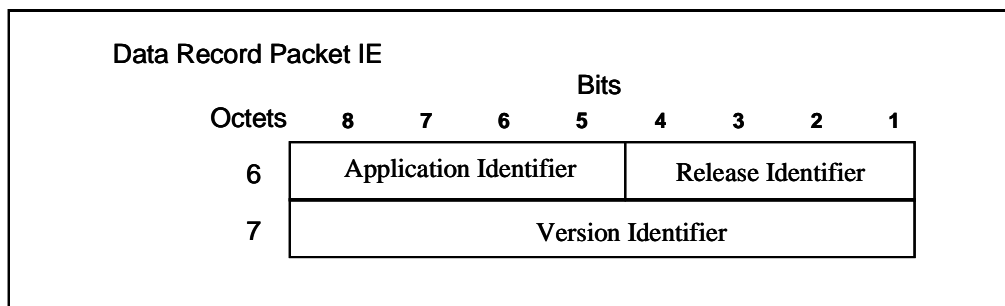 Data Record Packet IE
Bits
Octets 8 7 6 5 4 3 2 1
6 Application Identifier Release Identifier
7 Version Identifier